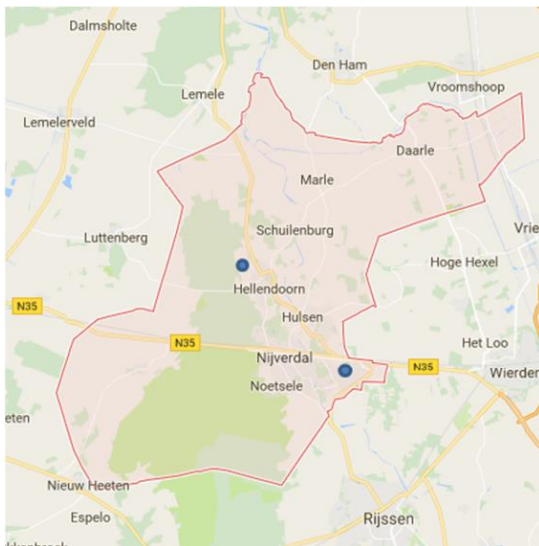 Dalmsholte
Den Ham
Vroomshoop
Lemele
Lemelerveld
Daarle
Marle
Schuilenburg
Luttenberg
Vrie
Hoge Hexel
Hellendoorn
N35
Hulsen
N35
Het Loo
Nijverdal
N35
Wierden
Noetsele
eten
Nieuw Heeten
Espelo
Rijssen